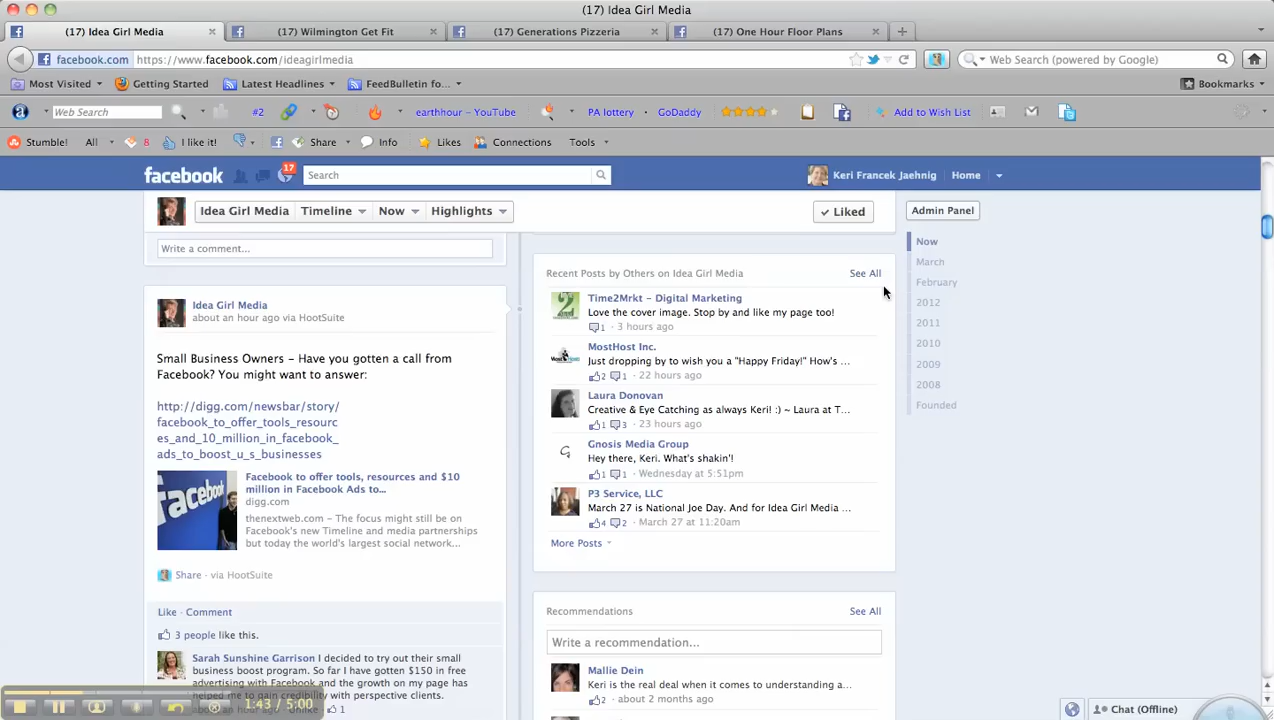 (17) Idea Girl Media
(17) Idea Girl Media
(17) Wilmington Get Fit
(17) Generations Pizzeria
(17) One Hour Floor Plans
facebook.com
https://www.facebook.com/ideagirlmedia
Web Search (powered by Google)
Most Visited
Getting Started
Latest Headlines
FeedBulletin fo...
Bookmarks
Web Search
#2
earthhour - YouTube
PA lottery
GoDaddy
Add to Wish List
Stumble!
All
8
I like it!
Share
Info
Likes
Connections
Tools
facebook
17
Search
Keri Francek Jaehnig
Home
Idea Girl Media
Timeline
Now
Highlights
✓ Liked
Admin Panel
Write a comment...
Idea Girl Media
about an hour ago via HootSuite
Small Business Owners - Have you gotten a call from
Facebook? You might want to answer:
http://digg.com/newsbar/story/
facebook_to_offer_tools_resourc
es_and_10_million_in_facebook_
ads_to_boost_u_s_businesses
Facebook to offer tools, resources and $10
million in Facebook Ads to...
digg.com
thenextweb.com - The focus might still be on
Facebook's new Timeline and media partnerships
but today the world's largest social network...
facebook
Share · via HootSuite
Like · Comment
3 people like this.
Sarah Sunshine Garrison I decided to try out their small
business boost program. So far I have gotten $150 in free
advertising with Facebook and the growth on my page has
helped me to gain credibility with perspective clients.
about an hour ago · Unlike · 1
1:43 / 5:00
Recent Posts by Others on Idea Girl Media
See All
Time2Mrkt - Digital Marketing
Love the cover image. Stop by and like my page too!
1 · 3 hours ago
MostHost Inc.
Just dropping by to wish you a "Happy Friday!" How's ...
2 1 · 22 hours ago
Laura Donovan
Creative & Eye Catching as always Keri! :) ~ Laura at T...
1 3 · 23 hours ago
Gnosis Media Group
Hey there, Keri. What's shakin'!
1 1 · Wednesday at 5:51pm
P3 Service, LLC
March 27 is National Joe Day. And for Idea Girl Media ...
4 2 · March 27 at 11:20am
More Posts
Recommendations
See All
Write a recommendation...
Mallie Dein
Keri is the real deal when it comes to understanding a...
2 · about 2 months ago
Now
March
February
2012
2011
2010
2009
2008
Founded
Chat (Offline)